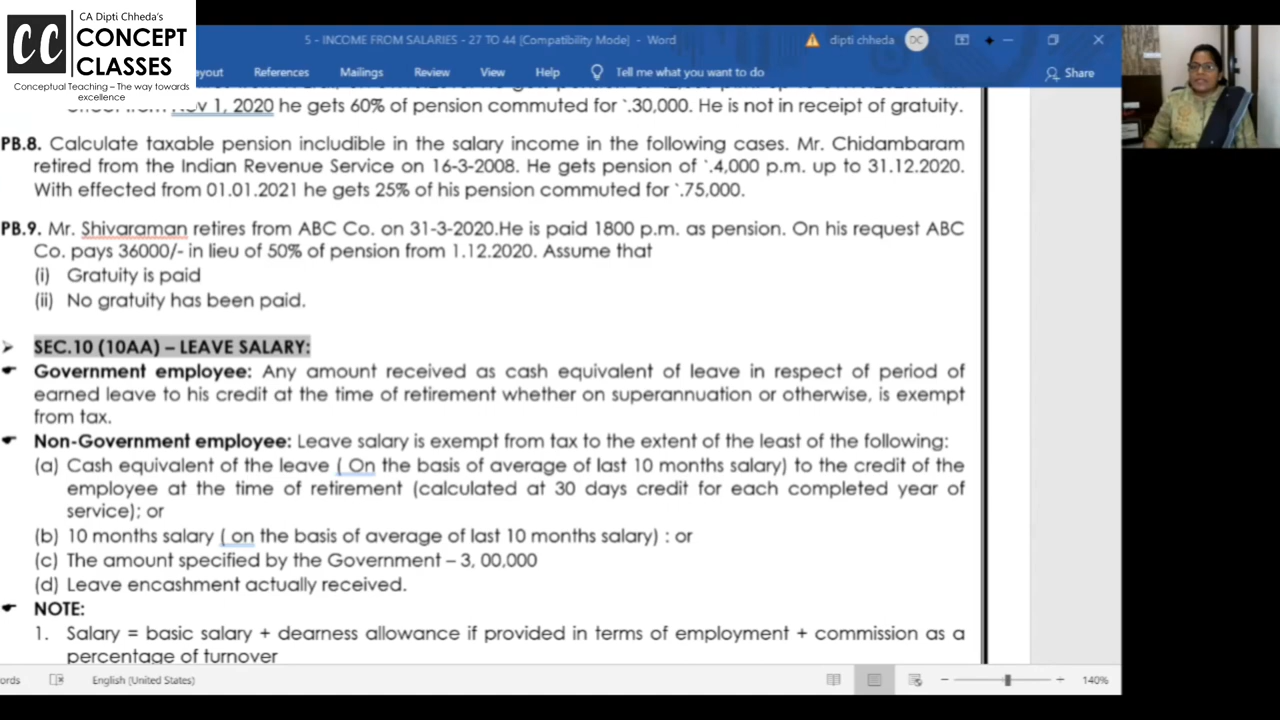 CA Dipti Chheda's
CC CONCEPT
CLASSES
Conceptual Teaching – The way towards
excellence
5 - INCOME FROM SALARIES - 27 TO 44 [Compatibility Mode] - Word
dipti chheda
DC
ayout References Mailings Review View Help Tell me what you want to do Share
Nov 1, 2020 he gets 60% of pension commuted for `.30,000. He is not in receipt of gratuity.
PB.8. Calculate taxable pension includible in the salary income in the following cases. Mr. Chidambaram
retired from the Indian Revenue Service on 16-3-2008. He gets pension of `.4,000 p.m. up to 31.12.2020.
With effected from 01.01.2021 he gets 25% of his pension commuted for `.75,000.
PB.9. Mr. Shivaraman retires from ABC Co. on 31-3-2020.He is paid 1800 p.m. as pension. On his request ABC
Co. pays 36000/- in lieu of 50% of pension from 1.12.2020. Assume that
(i) Gratuity is paid
(ii) No gratuity has been paid.
SEC.10 (10AA) – LEAVE SALARY:
Government employee: Any amount received as cash equivalent of leave in respect of period of
earned leave to his credit at the time of retirement whether on superannuation or otherwise, is exempt
from tax.
Non-Government employee: Leave salary is exempt from tax to the extent of the least of the following:
(a) Cash equivalent of the leave ( On the basis of average of last 10 months salary) to the credit of the
employee at the time of retirement (calculated at 30 days credit for each completed year of
service); or
(b) 10 months salary ( on the basis of average of last 10 months salary) : or
(c) The amount specified by the Government – 3, 00,000
(d) Leave encashment actually received.
NOTE:
1. Salary = basic salary + dearness allowance if provided in terms of employment + commission as a
percentage of turnover
ords English (United States) 140%